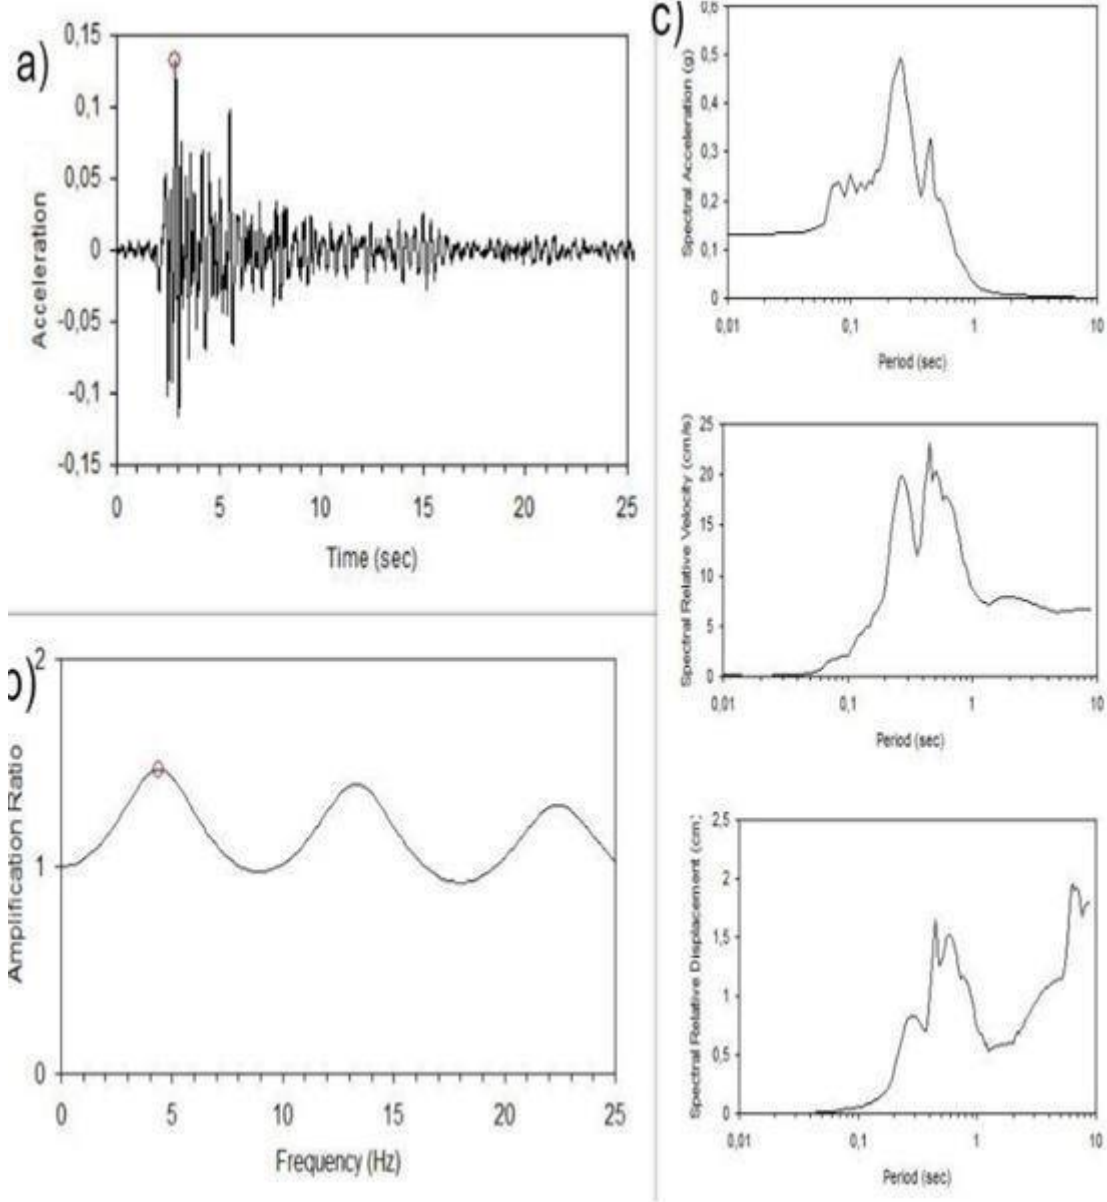 a)
Acceleration
0,15
0,1
0,05
0
-0,05
-0,1
-0,15
0 5 10 15 20 25
Time (sec)
b)
Amplification Ratio
2
1
0
0 5 10 15 20 25
Frequency (Hz)
c)
Spectral Acceleration (g)
0,6
0,5
0,4
0,3
0,2
0,1
0
0,01 0,1 1 10
Period (sec)
Spectral Relative Velocity (cm/s)
25
20
15
10
5
0
0,01 0,1 1 10
Period (sec)
Spectral Relative Displacement (cm)
2,5
2
1,5
1
0,5
0
0,01 0,1 1 10
Period (sec)